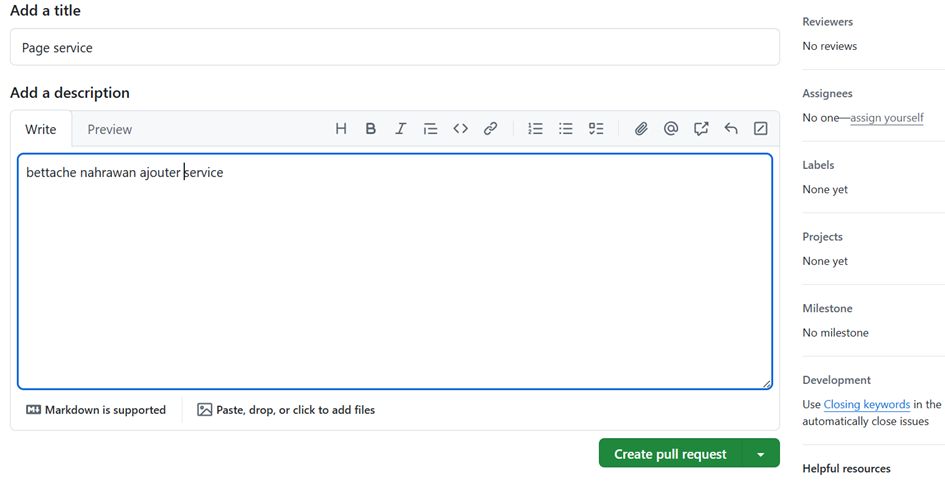 Add a title
Page service
Add a description
Write
Preview
bettache nahrawan ajouter service
Markdown is supported
Paste, drop, or click to add files
Create pull request
Reviewers
No reviews
Assignees
No one—assign yourself
Labels
None yet
Projects
None yet
Milestone
No milestone
Development
Use Closing keywords in the
automatically close issues
Helpful resources